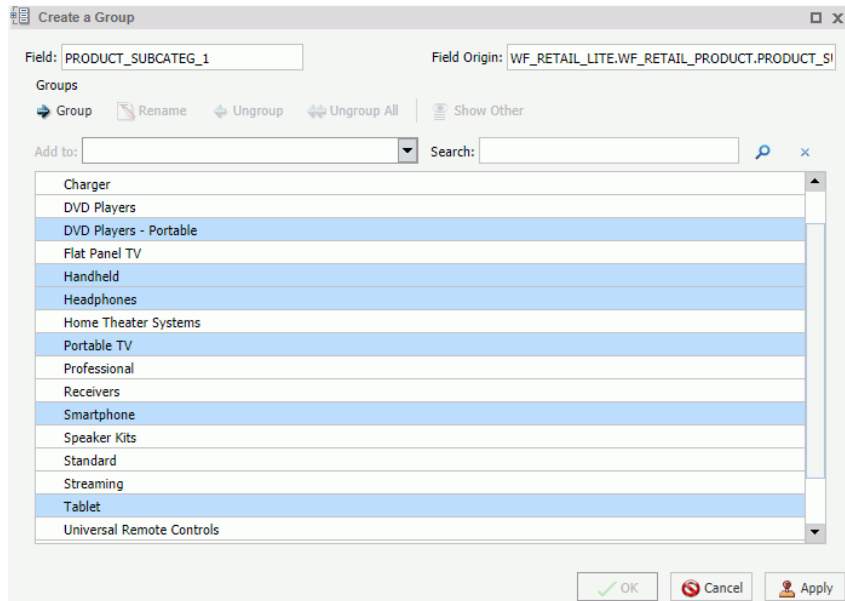 Create a Group
Field: PRODUCT_SUBCATEG_1 Field Origin: WF_RETAIL_LITE.WF_RETAIL_PRODUCT.PRODUCT_SU
Groups
Group Rename Ungroup Ungroup All Show Other
Add to: Search:
Charger
DVD Players
DVD Players - Portable
Flat Panel TV
Handheld
Headphones
Home Theater Systems
Portable TV
Professional
Receivers
Smartphone
Speaker Kits
Standard
Streaming
Tablet
Universal Remote Controls
OK Cancel Apply